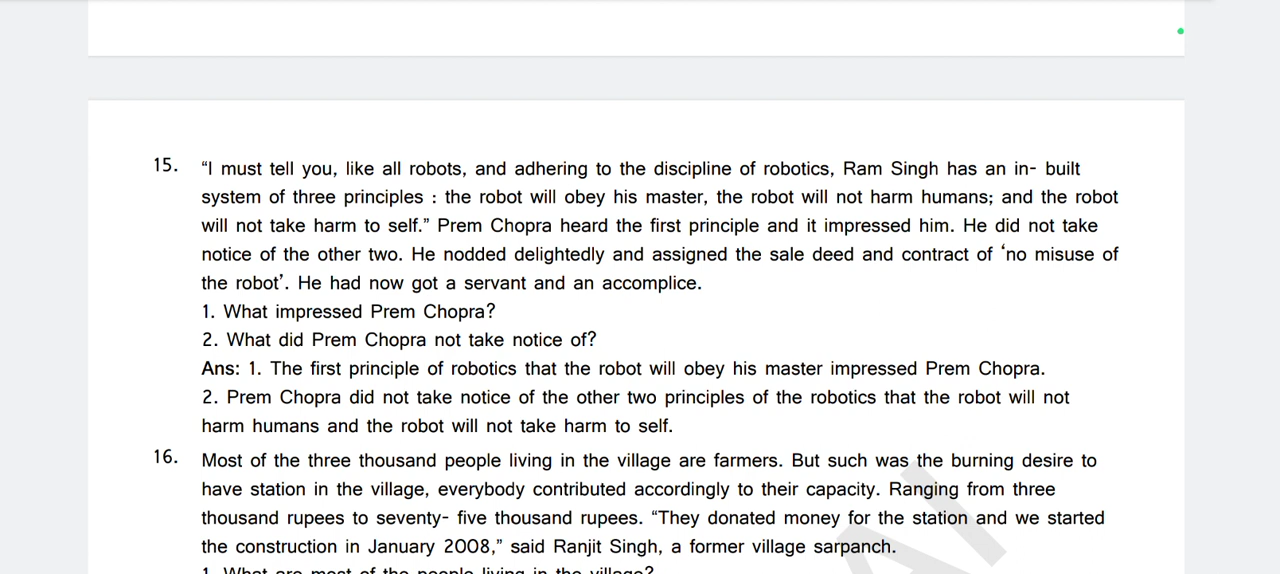 15. “I must tell you, like all robots, and adhering to the discipline of robotics, Ram Singh has an in- built
system of three principles : the robot will obey his master, the robot will not harm humans; and the robot
will not take harm to self.” Prem Chopra heard the first principle and it impressed him. He did not take
notice of the other two. He nodded delightedly and assigned the sale deed and contract of ‘no misuse of
the robot’. He had now got a servant and an accomplice.
1. What impressed Prem Chopra?
2. What did Prem Chopra not take notice of?
Ans: 1. The first principle of robotics that the robot will obey his master impressed Prem Chopra.
2. Prem Chopra did not take notice of the other two principles of the robotics that the robot will not
harm humans and the robot will not take harm to self.
16. Most of the three thousand people living in the village are farmers. But such was the burning desire to
have station in the village, everybody contributed accordingly to their capacity. Ranging from three
thousand rupees to seventy- five thousand rupees. “They donated money for the station and we started
the construction in January 2008,” said Ranjit Singh, a former village sarpanch.
1. What are most of the people living in the village?